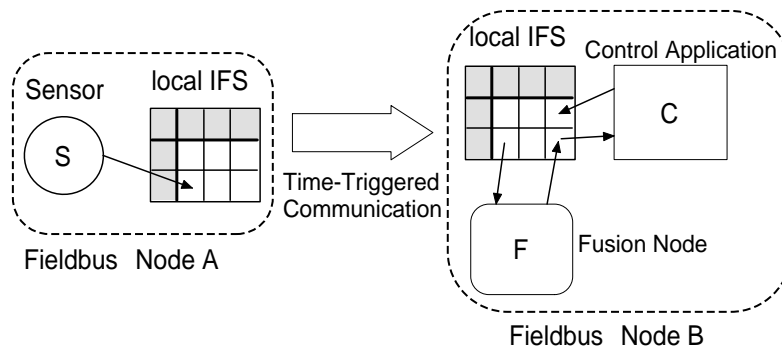 Sensor
local IFS
S
Fieldbus Node A
Time-Triggered
Communication
local IFS
Control Application
C
F
Fusion Node
Fieldbus Node B